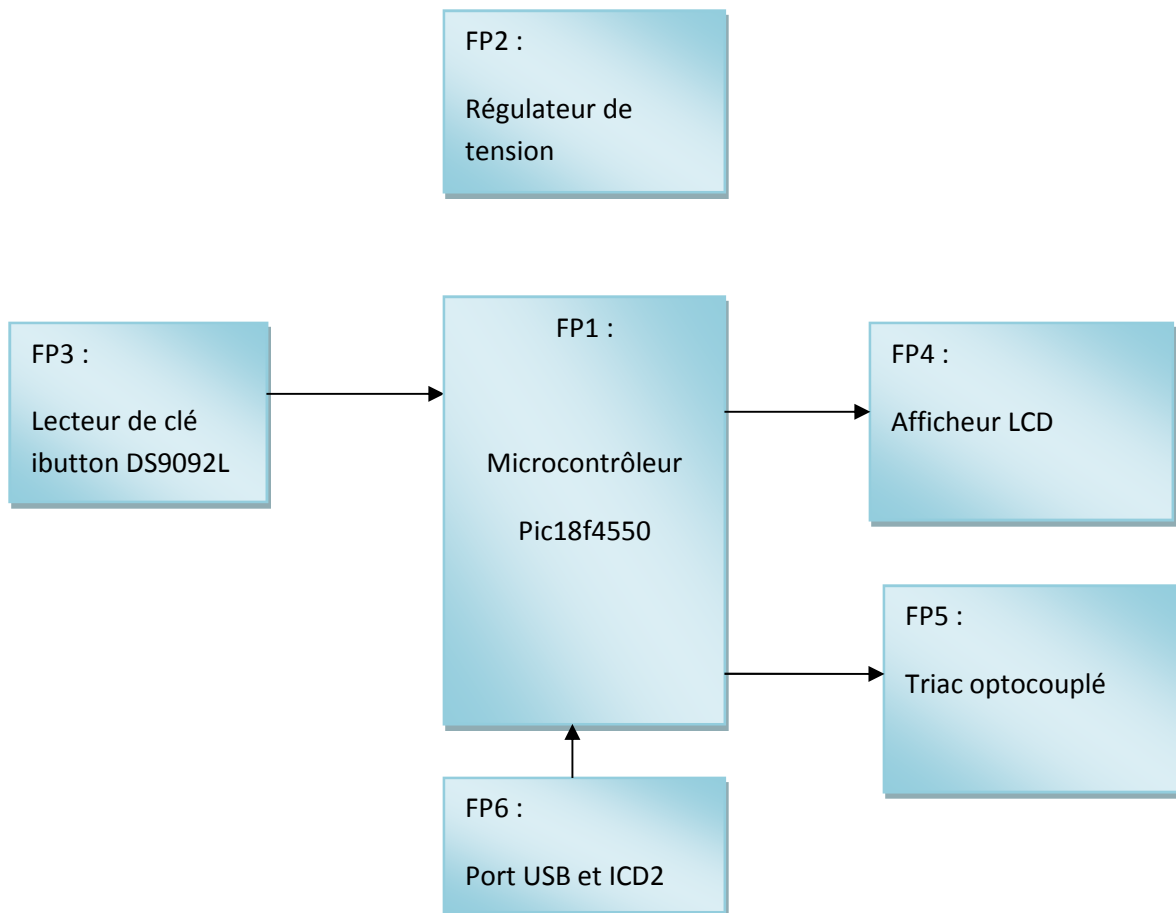 FP2 :
Régulateur de
tension
FP3 :
Lecteur de clé
ibutton DS9092L
FP1 :
Microcontrôleur
Pic18f4550
FP4 :
Afficheur LCD
FP5 :
Triac optocouplé
FP6 :
Port USB et ICD2